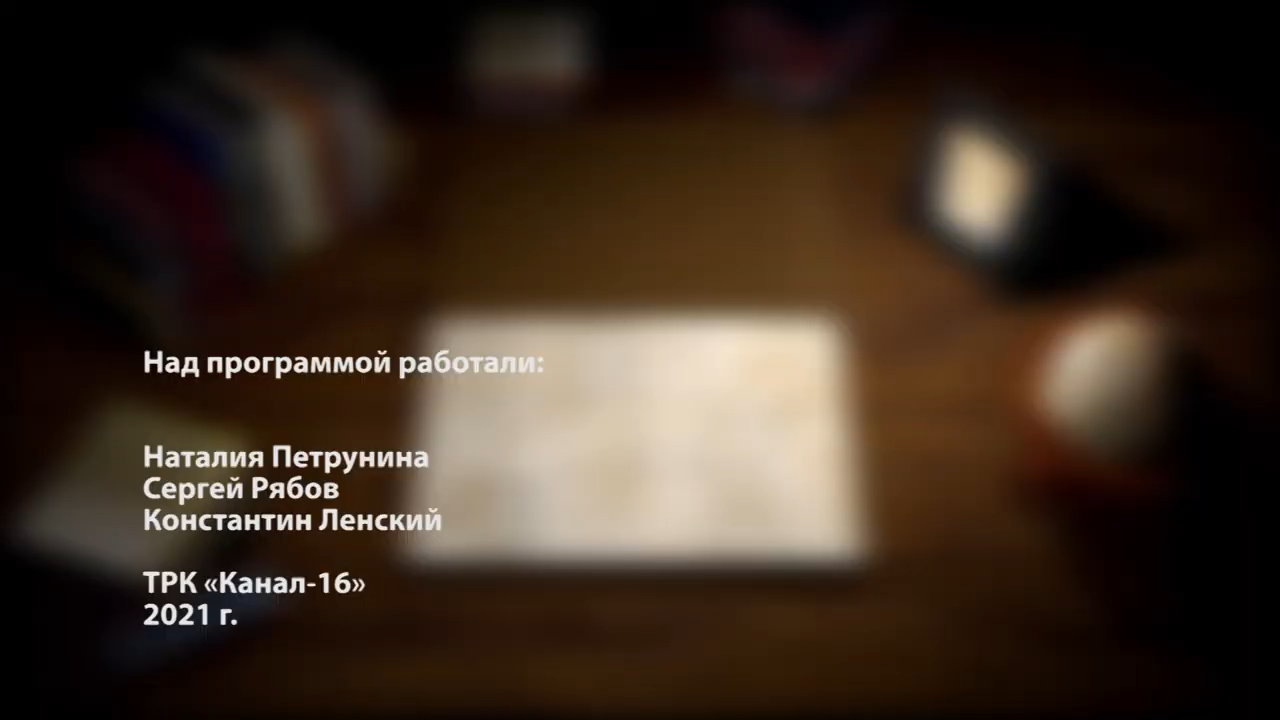 Над программой работали:
Наталия Петрунина
Сергей Рябов
Константин Ленский
ТРК «Канал-16»
2021 г.